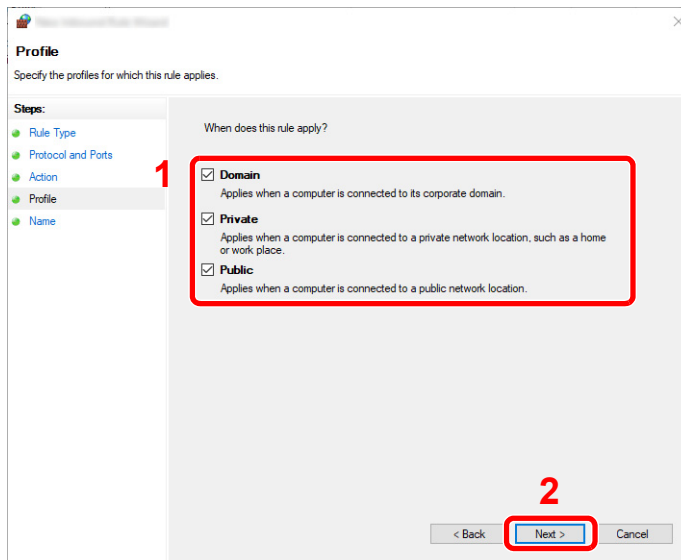 Profile
Specify the profiles for which this rule applies.
Steps:
Rule Type
Protocol and Ports
Action
Profile
Name
When does this rule apply?
1
Domain
Applies when a computer is connected to its corporate domain.
Private
Applies when a computer is connected to a private network location, such as a home
or work place.
Public
Applies when a computer is connected to a public network location.
2
< Back Next > Cancel